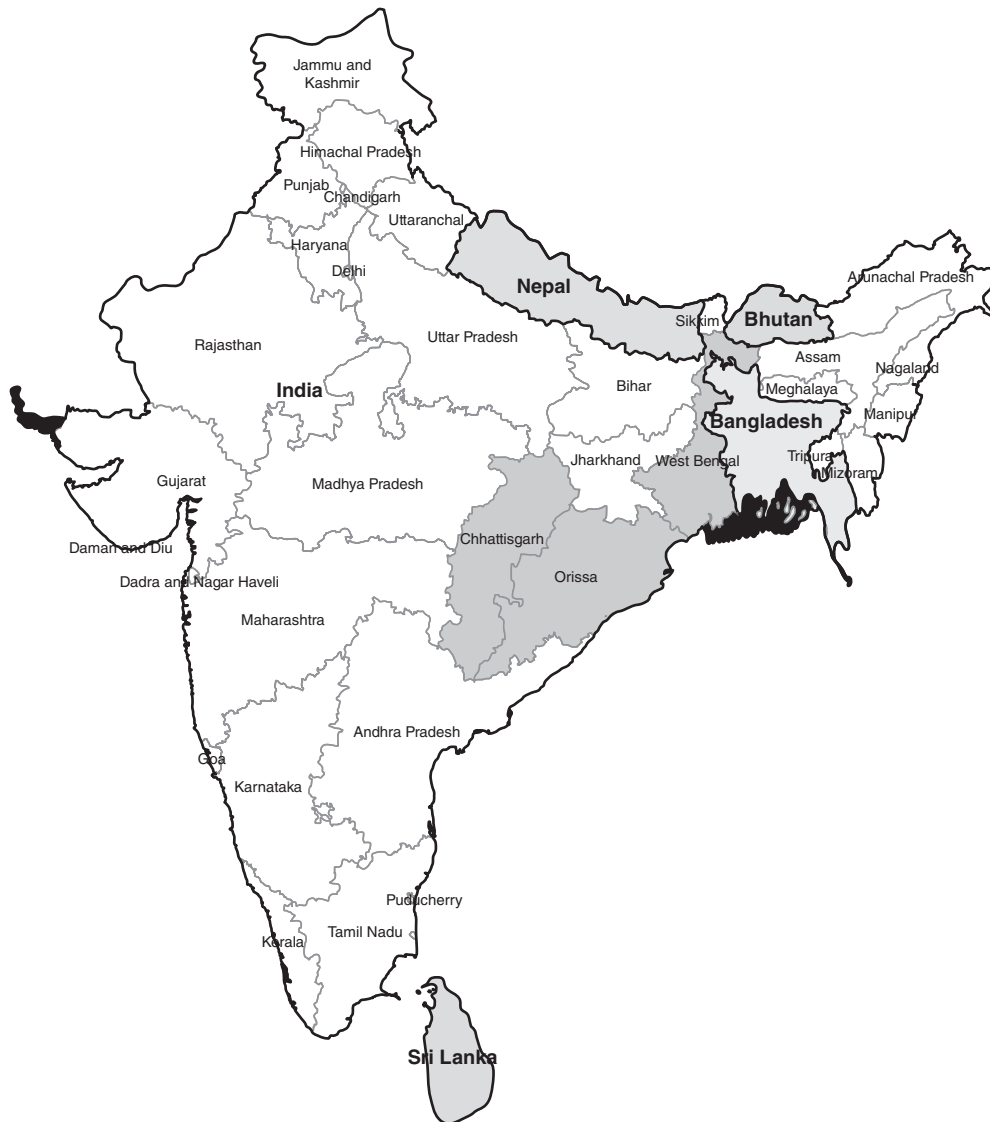 Jammu and
Kashmir
Himachal Pradesh
Punjab
Chandigarh
Uttaranchal
Haryana
Delhi
Arunachal Pradesh
Nepal
Sikkim
Bhutan
Rajasthan
Uttar Pradesh
Assam
Nagaland
India
Bihar
Meghalaya
Manipur
Bangladesh
Jharkhand
West Bengal
Tripura
Mizoram
Gujarat
Madhya Pradesh
Chhattisgarh
Daman and Diu
Dadra and Nagar Haveli
Orissa
Maharashtra
Andhra Pradesh
Goa
Karnataka
Puducherry
Tamil Nadu
Kerala
Sri Lanka